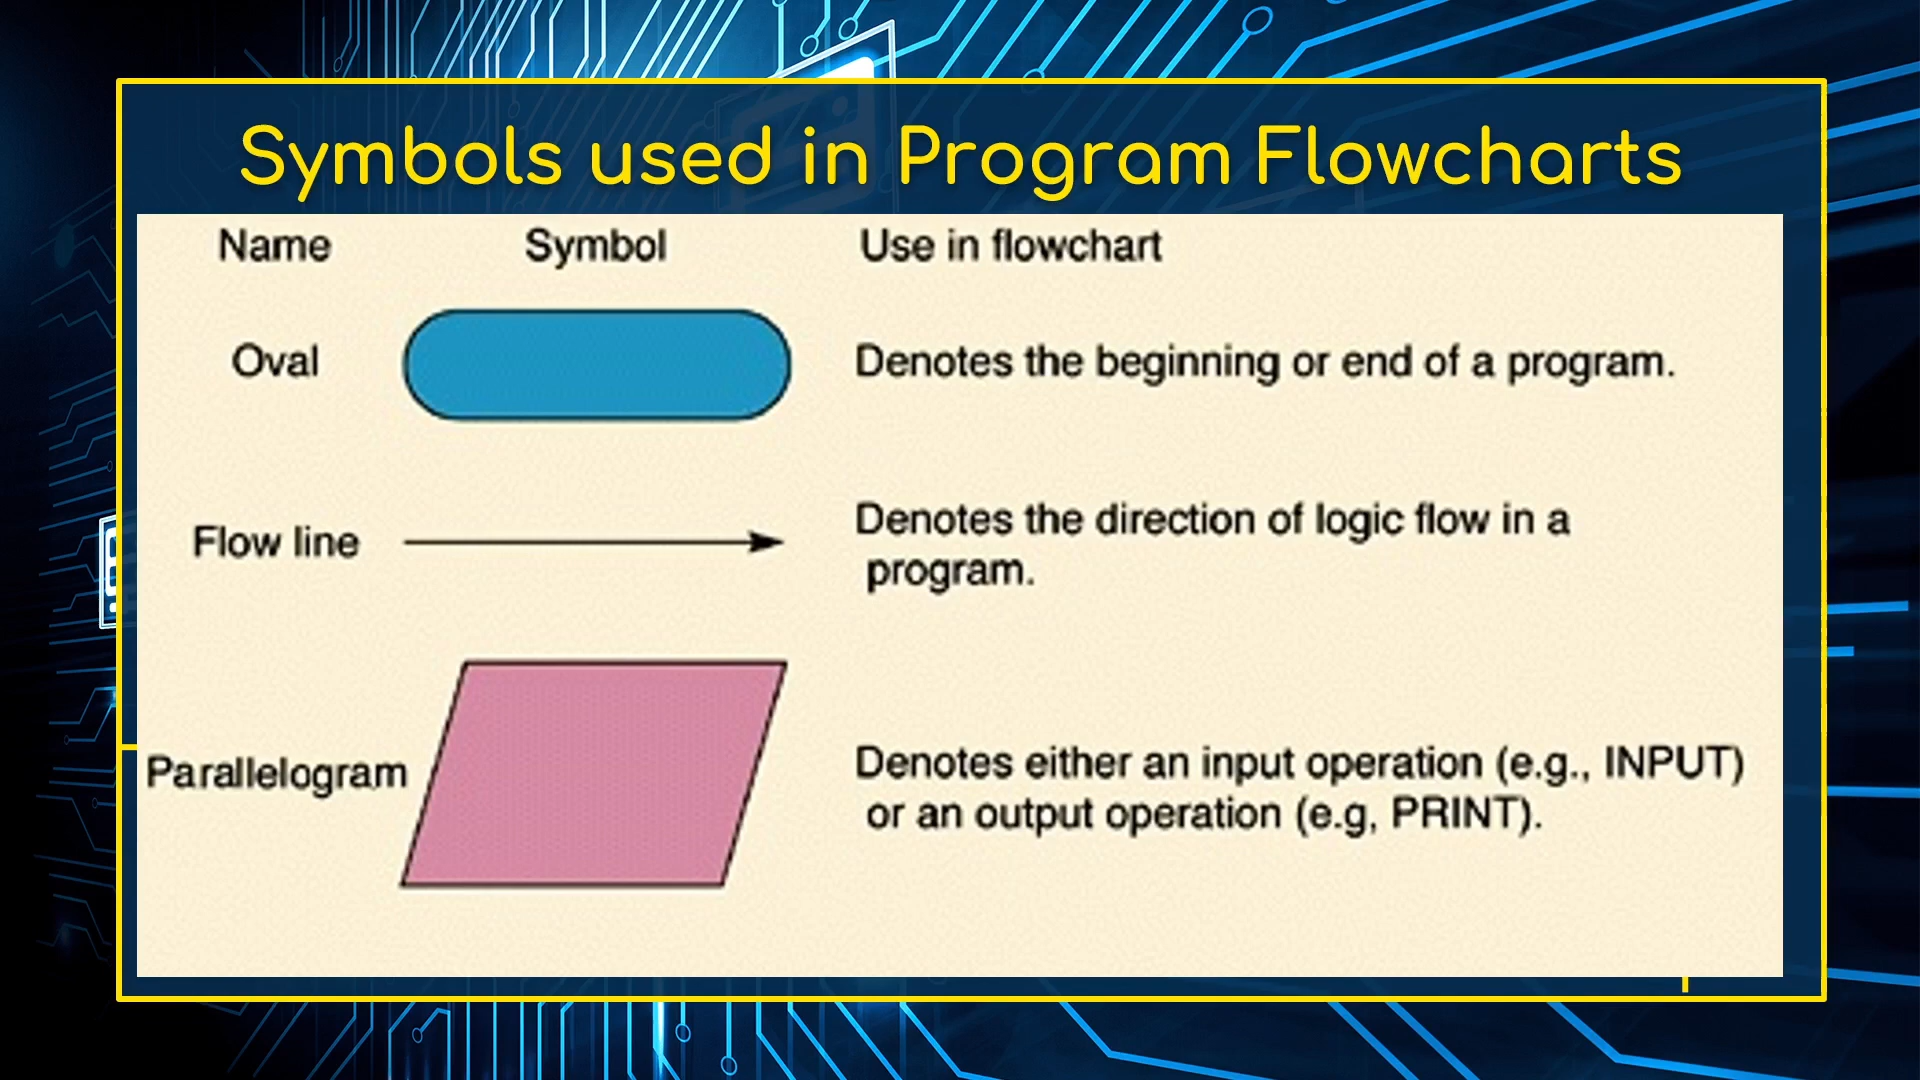 Symbols used in Program Flowcharts
Name Symbol Use in flowchart
Oval Denotes the beginning or end of a program.
Flow line Denotes the direction of logic flow in a
program.
Parallelogram Denotes either an input operation (e.g., INPUT)
or an output operation (e.g, PRINT).